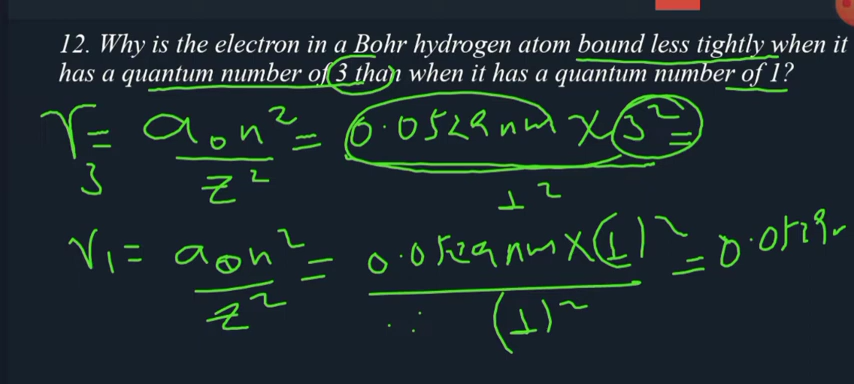 12. Why is the electron in a Bohr hydrogen atom bound less tightly when it
has a quantum number of 3 than when it has a quantum number of 1?
r₃ = a₀n²/z² = 0.0529nm × 3²/1² =
r₁ = a₀n²/z² = 0.0529nm × (1)²/(1)² = 0.0529n